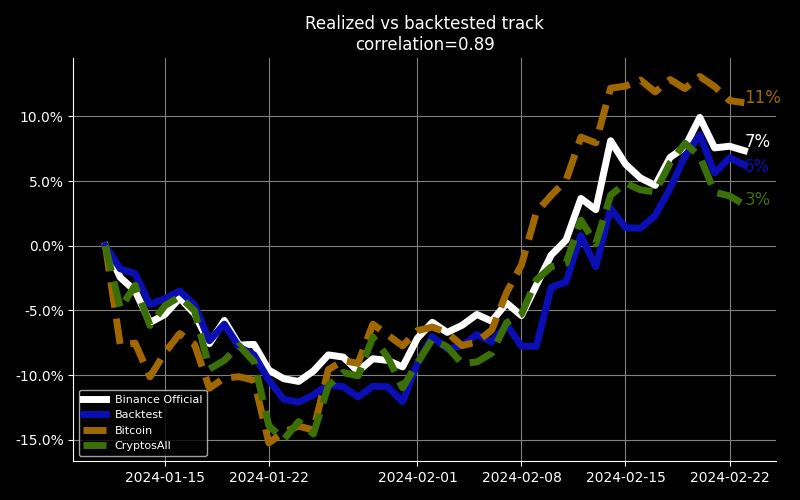 Realized vs backtested track
correlation=0.89
10.0%
5.0%
0.0%
-5.0%
-10.0%
-15.0%
11%
7%
6%
3%
Binance Official
Backtest
Bitcoin
CryptosAll
2024-01-15
2024-01-22
2024-02-01
2024-02-08
2024-02-15
2024-02-22